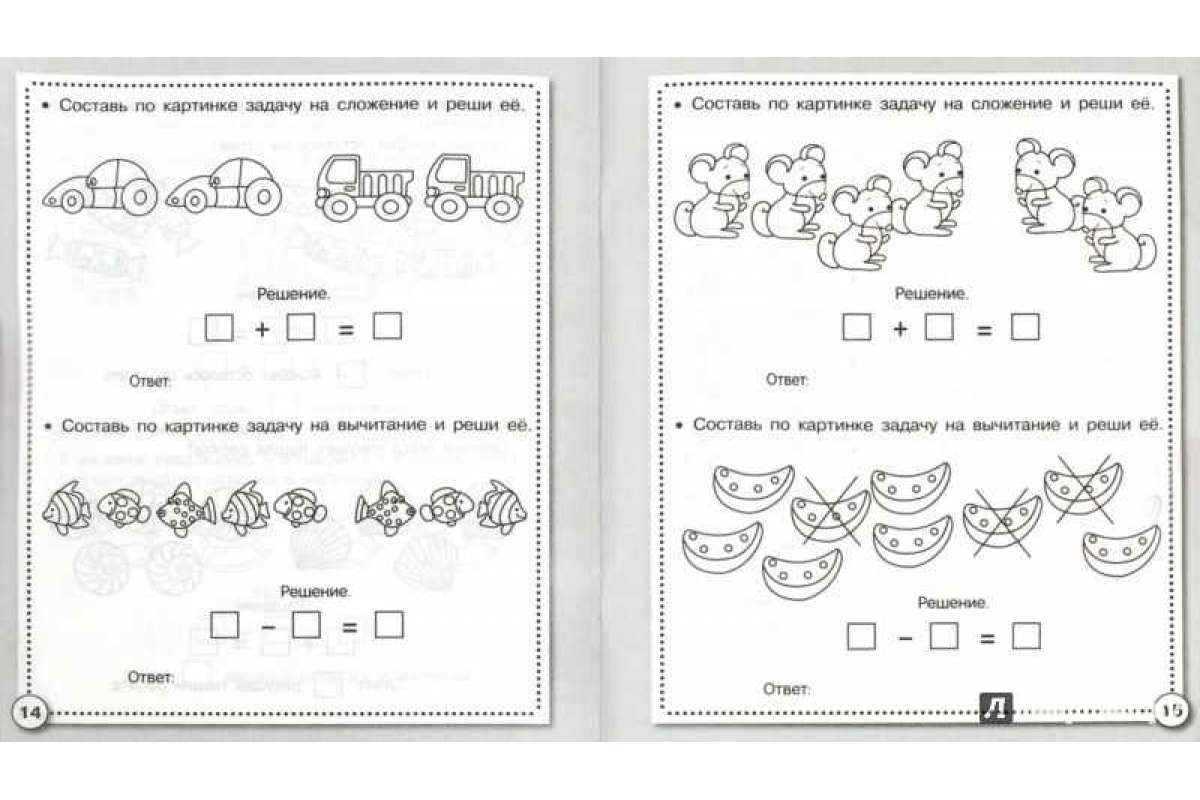 • Составь по картинке задачу на сложение и реши её.
Решение.
□ + □ = □
Ответ:
• Составь по картинке задачу на вычитание и реши её.
Решение.
□ – □ = □
Ответ:
14
• Составь по картинке задачу на сложение и реши её.
Решение.
□ + □ = □
Ответ:
• Составь по картинке задачу на вычитание и реши её.
Решение.
□ – □ = □
Ответ:
Л
15